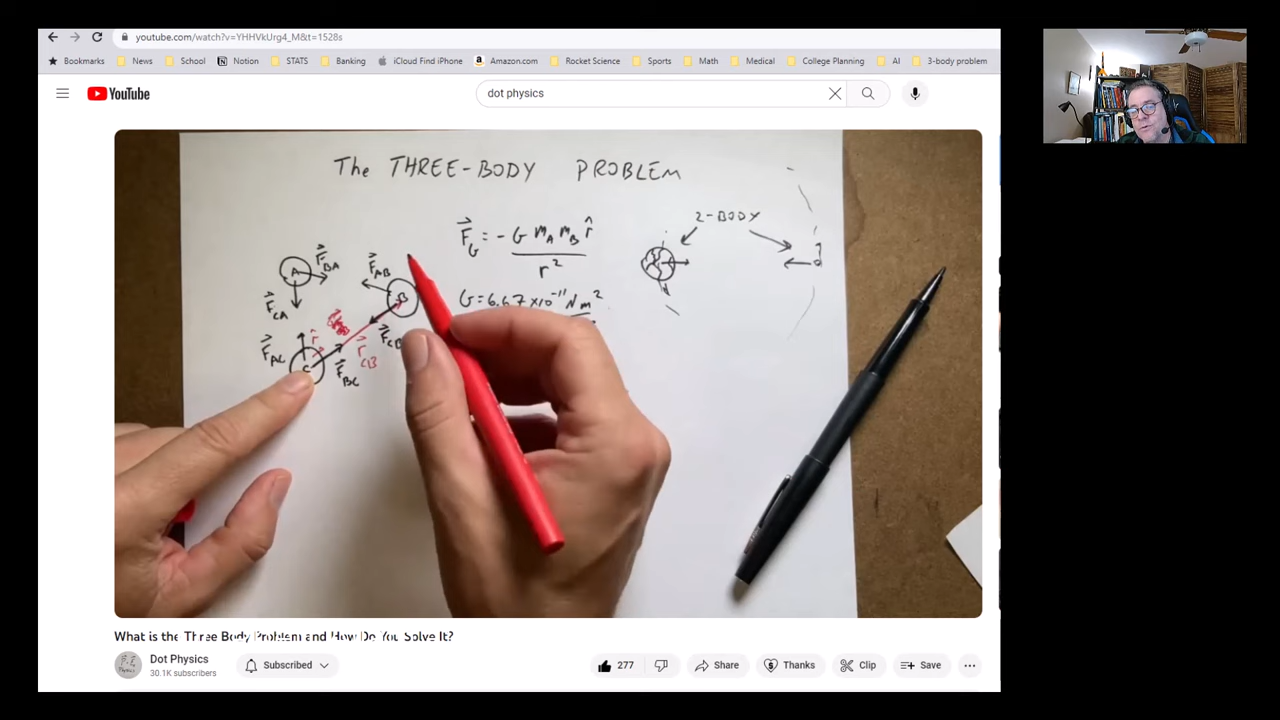 youtube.com/watch?v=YHHVkUrg4_M&t=1528s
Bookmarks News School Notion STATS Banking iCloud Find iPhone Amazon.com Rocket Science Sports Math Medical College Planning AI 3-body problem
YouTube
dot physics
The THREE-BODY PROBLEM
2-BODY
F_G = - G m_A m_B r̂
r²
A
F_BA
F_CA
F_AB
B
G = 6.67 x10⁻¹¹ N m²
F_CB
r̂
r_CB
F_AC
C
F_BC
What is the Three Body Problem and How Do You Solve It?
Dot Physics
30.1K subscribers
Subscribed
277
Share
Thanks
Clip
Save